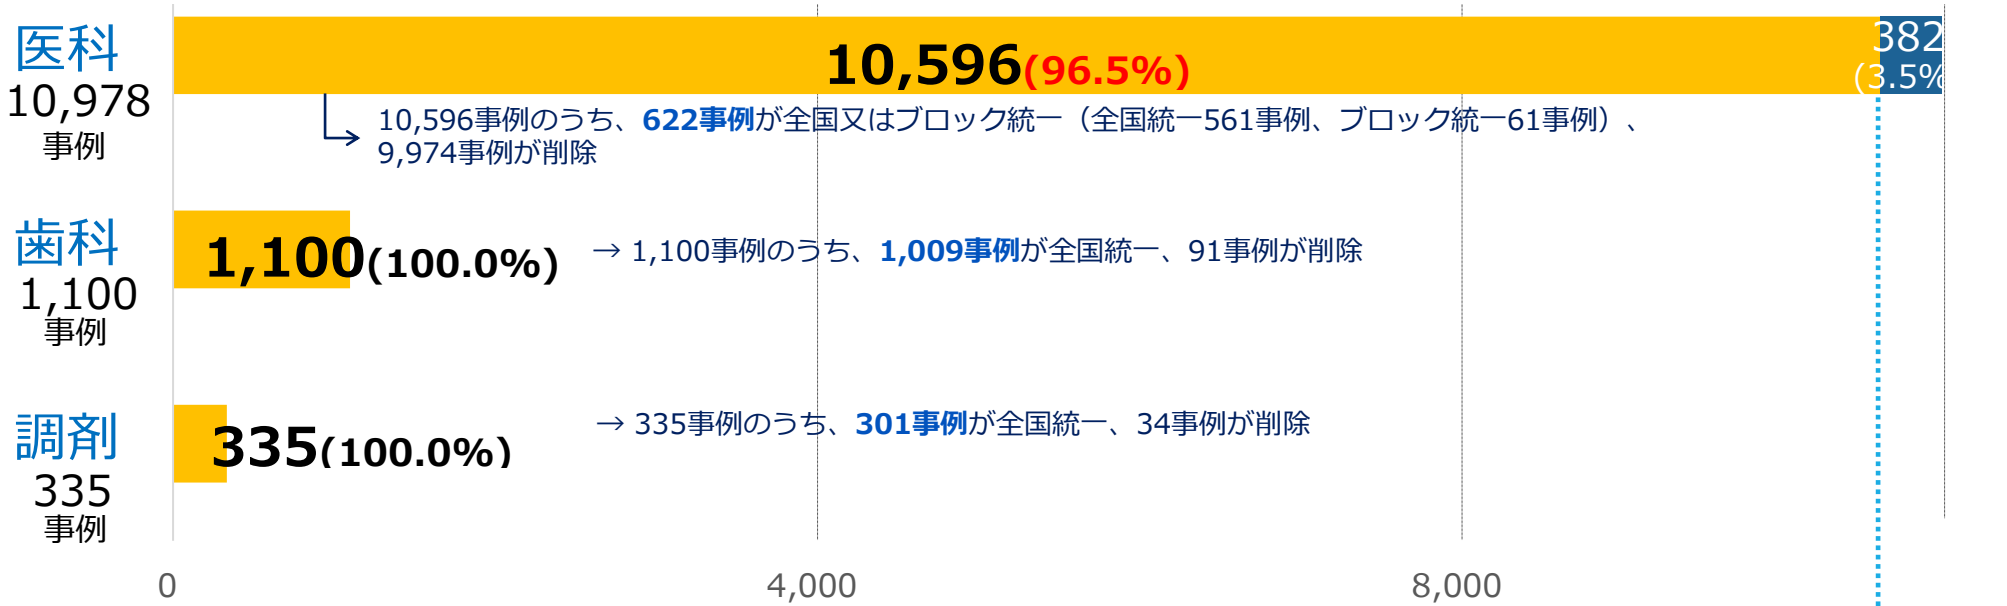 医科
10,978
事例
10,596(96.5%)
382
(3.5%
10,596事例のうち、622事例が全国又はブロック統一（全国統一561事例、ブロック統一61事例）、
9,974事例が削除
歯科
1,100
事例
1,100(100.0%)
→ 1,100事例のうち、1,009事例が全国統一、91事例が削除
調剤
335
事例
335(100.0%)
→ 335事例のうち、301事例が全国統一、34事例が削除
0
4,000
8,000